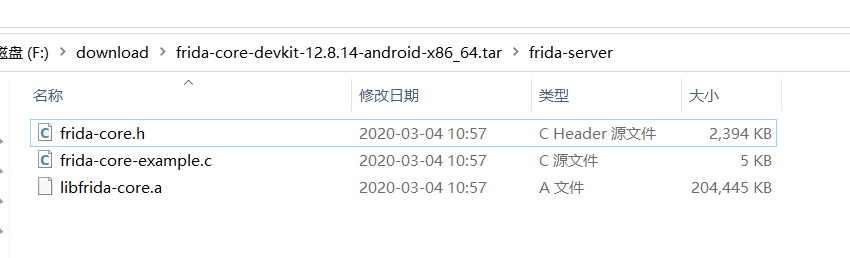 磁盘 (F:) > download > frida-core-devkit-12.8.14-android-x86_64.tar > frida-server
名称 修改日期 类型 大小
frida-core.h 2020-03-04 10:57 C Header 源文件 2,394 KB
frida-core-example.c 2020-03-04 10:57 C 源文件 5 KB
libfrida-core.a 2020-03-04 10:57 A 文件 204,445 KB